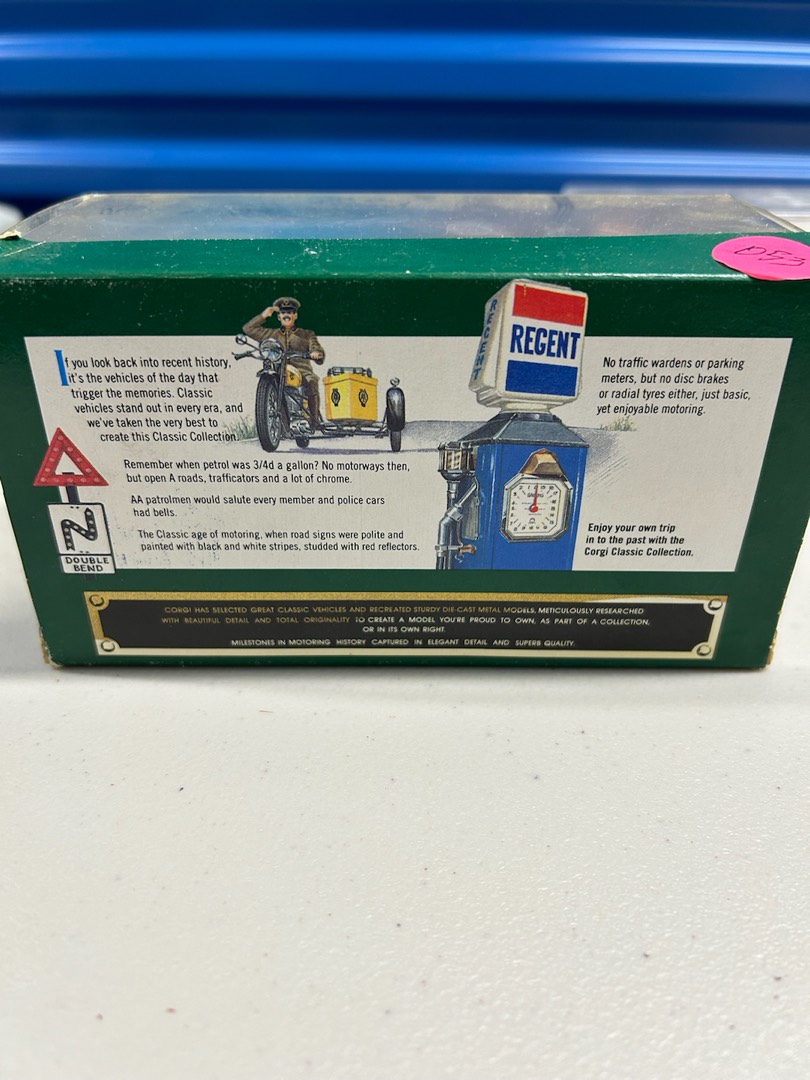 If you look back into recent history,
it's the vehicles of the day that
trigger the memories. Classic
vehicles stand out in every era, and
we've taken the very best to
create this Classic Collection.
Remember when petrol was 3/4d a gallon? No motorways then,
but open A roads, trafficators and a lot of chrome.
AA patrolmen would salute every member and police cars
had bells.
The Classic age of motoring, when road signs were polite and
painted with black and white stripes, studded with red reflectors.
DOUBLE
BEND
REGENT
REGENT
No traffic wardens or parking
meters, but no disc brakes
or radial tyres either, just basic,
yet enjoyable motoring.
Enjoy your own trip
in to the past with the
Corgi Classic Collection.
CORGI HAS SELECTED GREAT CLASSIC VEHICLES AND RECREATED STURDY DIE-CAST METAL MODELS, METICULOUSLY RESEARCHED
WITH BEAUTIFUL DETAIL AND TOTAL ORIGINALITY TO CREATE A MODEL YOU'RE PROUD TO OWN, AS PART OF A COLLECTION,
OR IN ITS OWN RIGHT.
MILESTONES IN MOTORING HISTORY CAPTURED IN ELEGANT DETAIL AND SUPERB QUALITY.